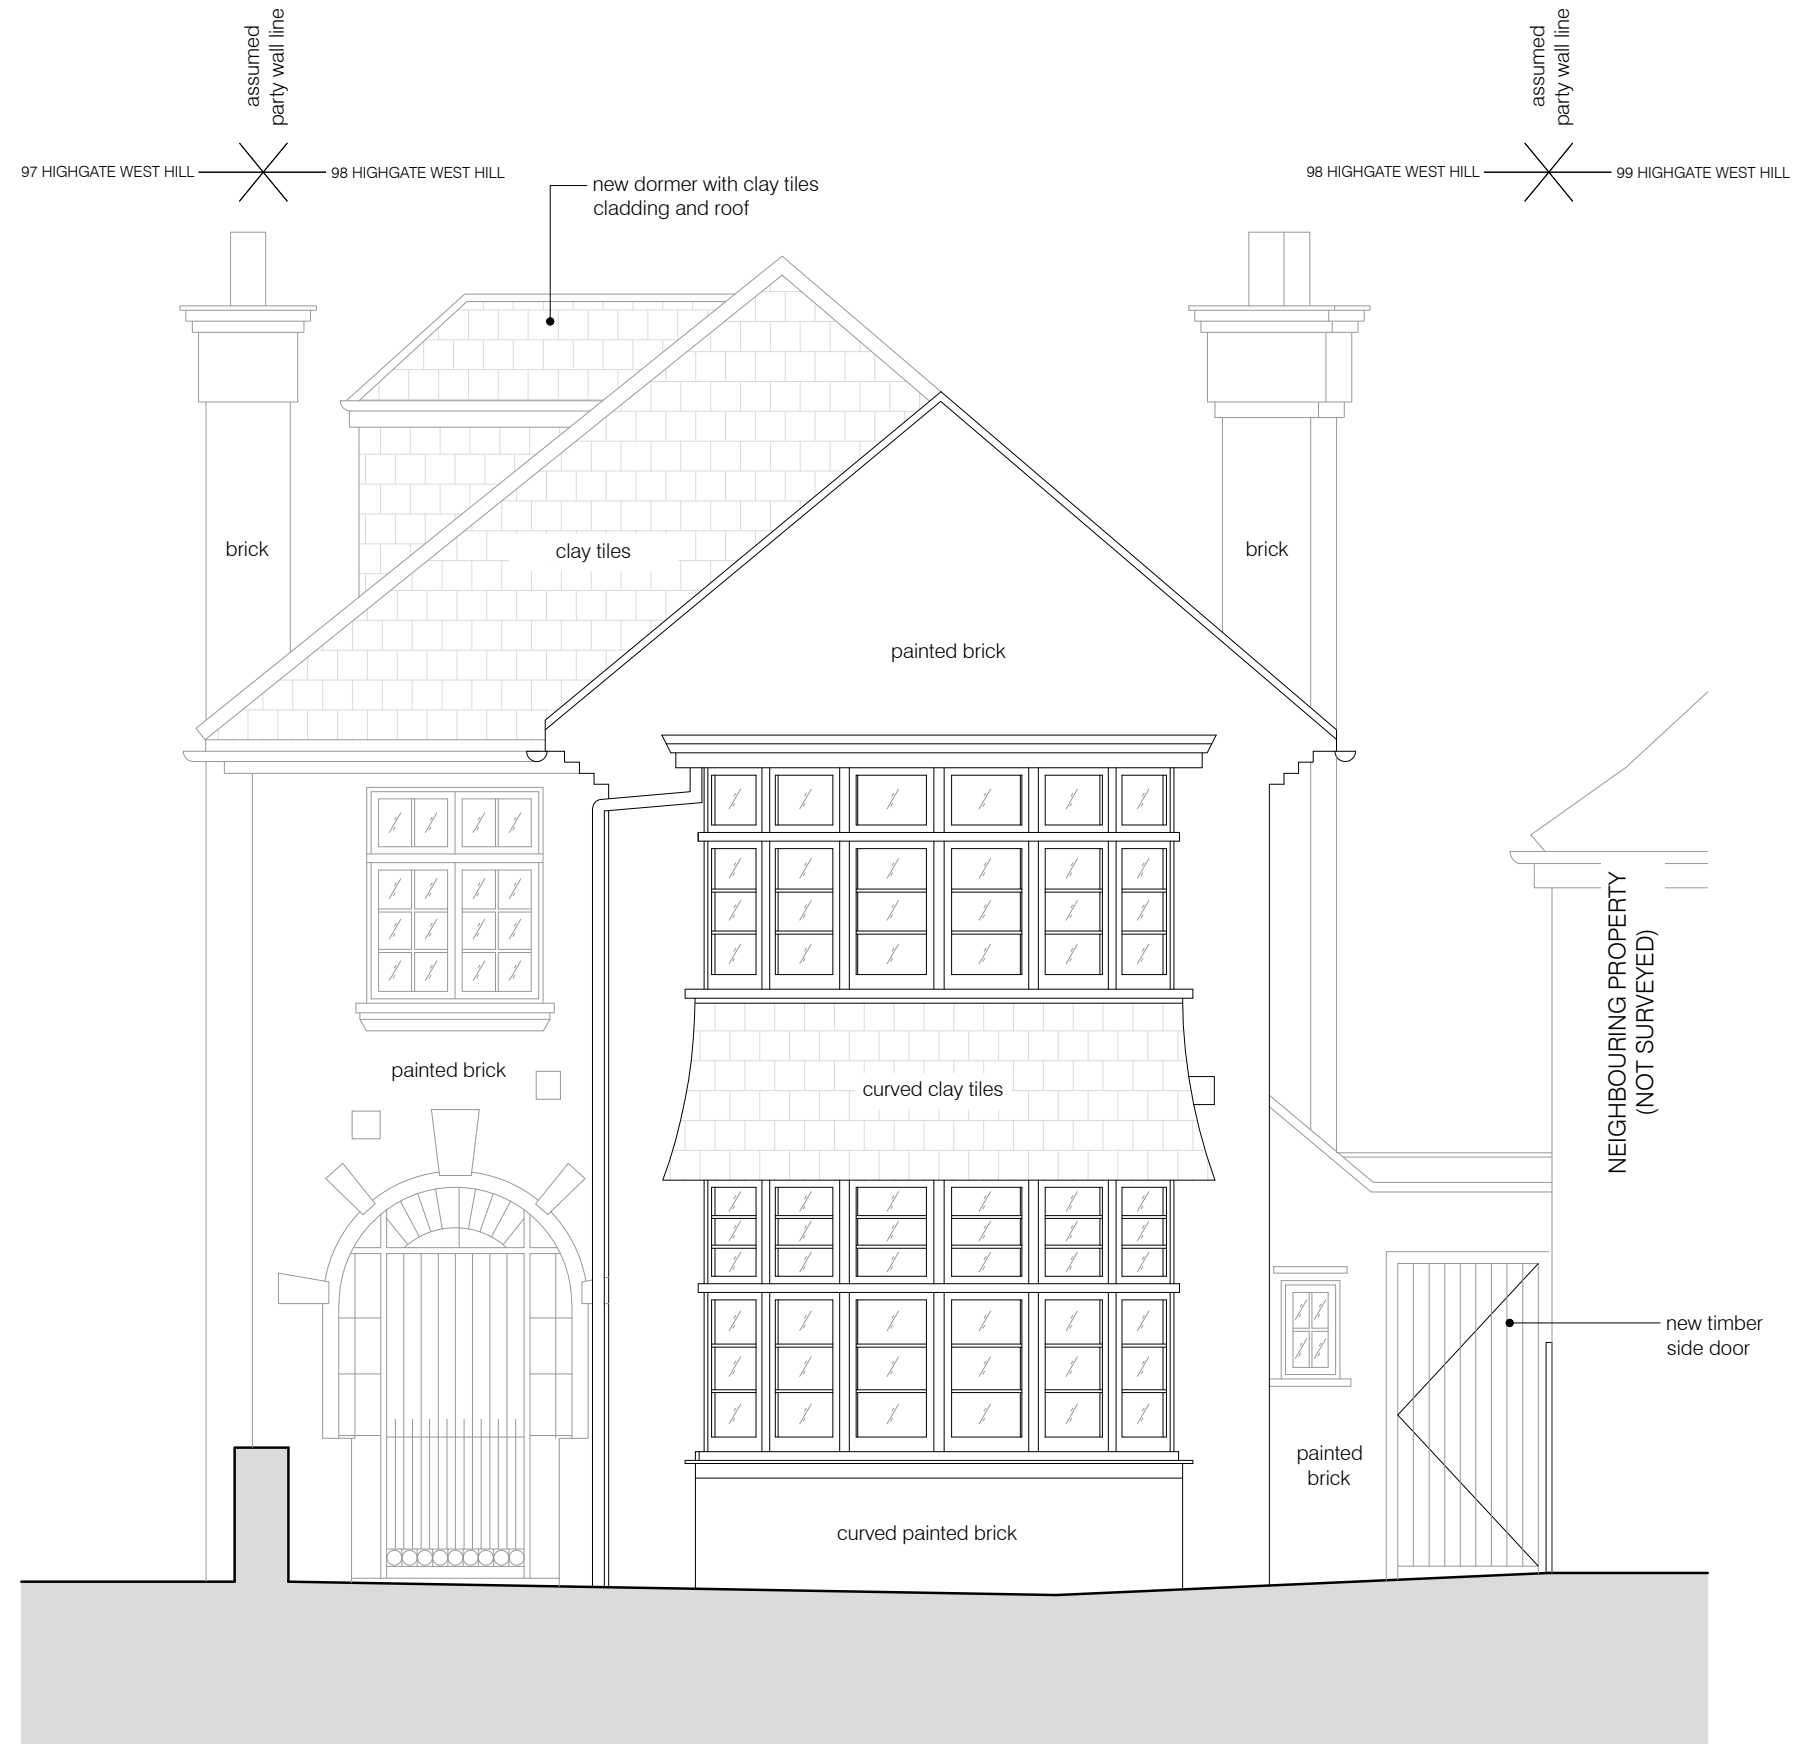 assumed
party wall line
assumed
party wall line
97 HIGHGATE WEST HILL
98 HIGHGATE WEST HILL
98 HIGHGATE WEST HILL
99 HIGHGATE WEST HILL
new dormer with clay tiles
cladding and roof
brick
clay tiles
brick
painted brick
NEIGHBOURING PROPERTY
(NOT SURVEYED)
painted brick
curved clay tiles
new timber
side door
painted
brick
curved painted brick